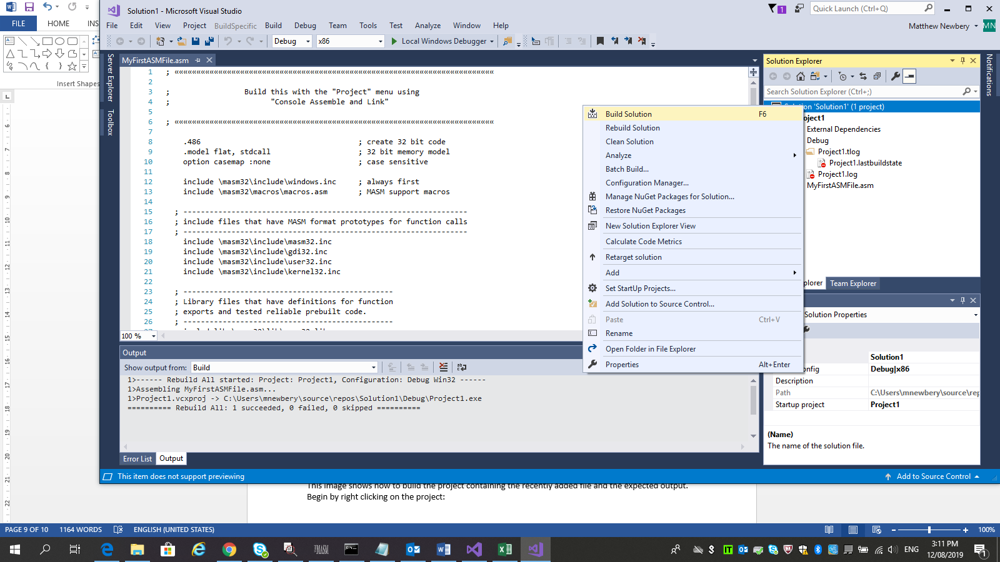 Solution1 - Microsoft Visual Studio
1
Quick Launch (Ctrl+Q)
FILE
HOME
INS
File Edit View Project BuildSpecific Build Debug Team Tools Test Analyze Window Help
Matthew Newbery
MN
Debug
x86
Local Windows Debugger
Insert Shapes
Server Explorer
Toolbox
MyFirstASMFile.asm
1 ; ««««««««««««««««««««««««««««««««««««««««««««««««««««««««««««««««««««««««
2
3 ; Build this with the "Project" menu using
4 ; "Console Assemble and Link"
5
6 ; ««««««««««««««««««««««««««««««««««««««««««««««««««««««««««««««««««««««««
7
8 .486 ; create 32 bit code
9 .model flat, stdcall ; 32 bit memory model
10 option casemap :none ; case sensitive
11
12 include \masm32\include\windows.inc ; always first
13 include \masm32\macros\macros.asm ; MASM support macros
14
15 ; -----------------------------------------------------------------
16 ; include files that have MASM format prototypes for function calls
17 ; -----------------------------------------------------------------
18 include \masm32\include\masm32.inc
19 include \masm32\include\gdi32.inc
20 include \masm32\include\user32.inc
21 include \masm32\include\kernel32.inc
22
23 ; ------------------------------------------------
24 ; Library files that have definitions for function
25 ; exports and tested reliable prebuilt code.
26 ; ------------------------------------------------
100 %
Build Solution F6
Rebuild Solution
Clean Solution
Analyze
Batch Build...
Configuration Manager...
Manage NuGet Packages for Solution...
Restore NuGet Packages
New Solution Explorer View
Calculate Code Metrics
Retarget solution
Add
Set StartUp Projects...
Add Solution to Source Control...
Paste Ctrl+V
Rename
Open Folder in File Explorer
Properties Alt+Enter
Solution Explorer
Search Solution Explorer (Ctrl+;)
'Solution1' (1 project)
oject1
External Dependencies
Debug
Project1.tlog
Project1.lastbuildstate
Project1.log
MyFirstASMFile.asm
plorer
Team Explorer
Notifications
Solution Properties
Solution1
onfig Debug|x86
Description
Path C:\Users\mnewbery\source\rep
Startup project Project1
(Name)
The name of the solution file.
Output
Show output from: Build
1>------ Rebuild All started: Project: Project1, Configuration: Debug Win32 ------
1>Assembling MyFirstASMFile.asm...
1>Project1.vcxproj -> C:\Users\mnewbery\source\repos\Solution1\Debug\Project1.exe
========== Rebuild All: 1 succeeded, 0 failed, 0 skipped ==========
Error List
Output
This item does not support previewing
Add to Source Control
This image shows how to build the project containing the recently added file and the expected output.
Begin by right clicking on the project:
PAGE 9 OF 10
1164 WORDS
ENGLISH (UNITED STATES)
100%
MASM
ENG
3:11 PM
12/08/2019
1